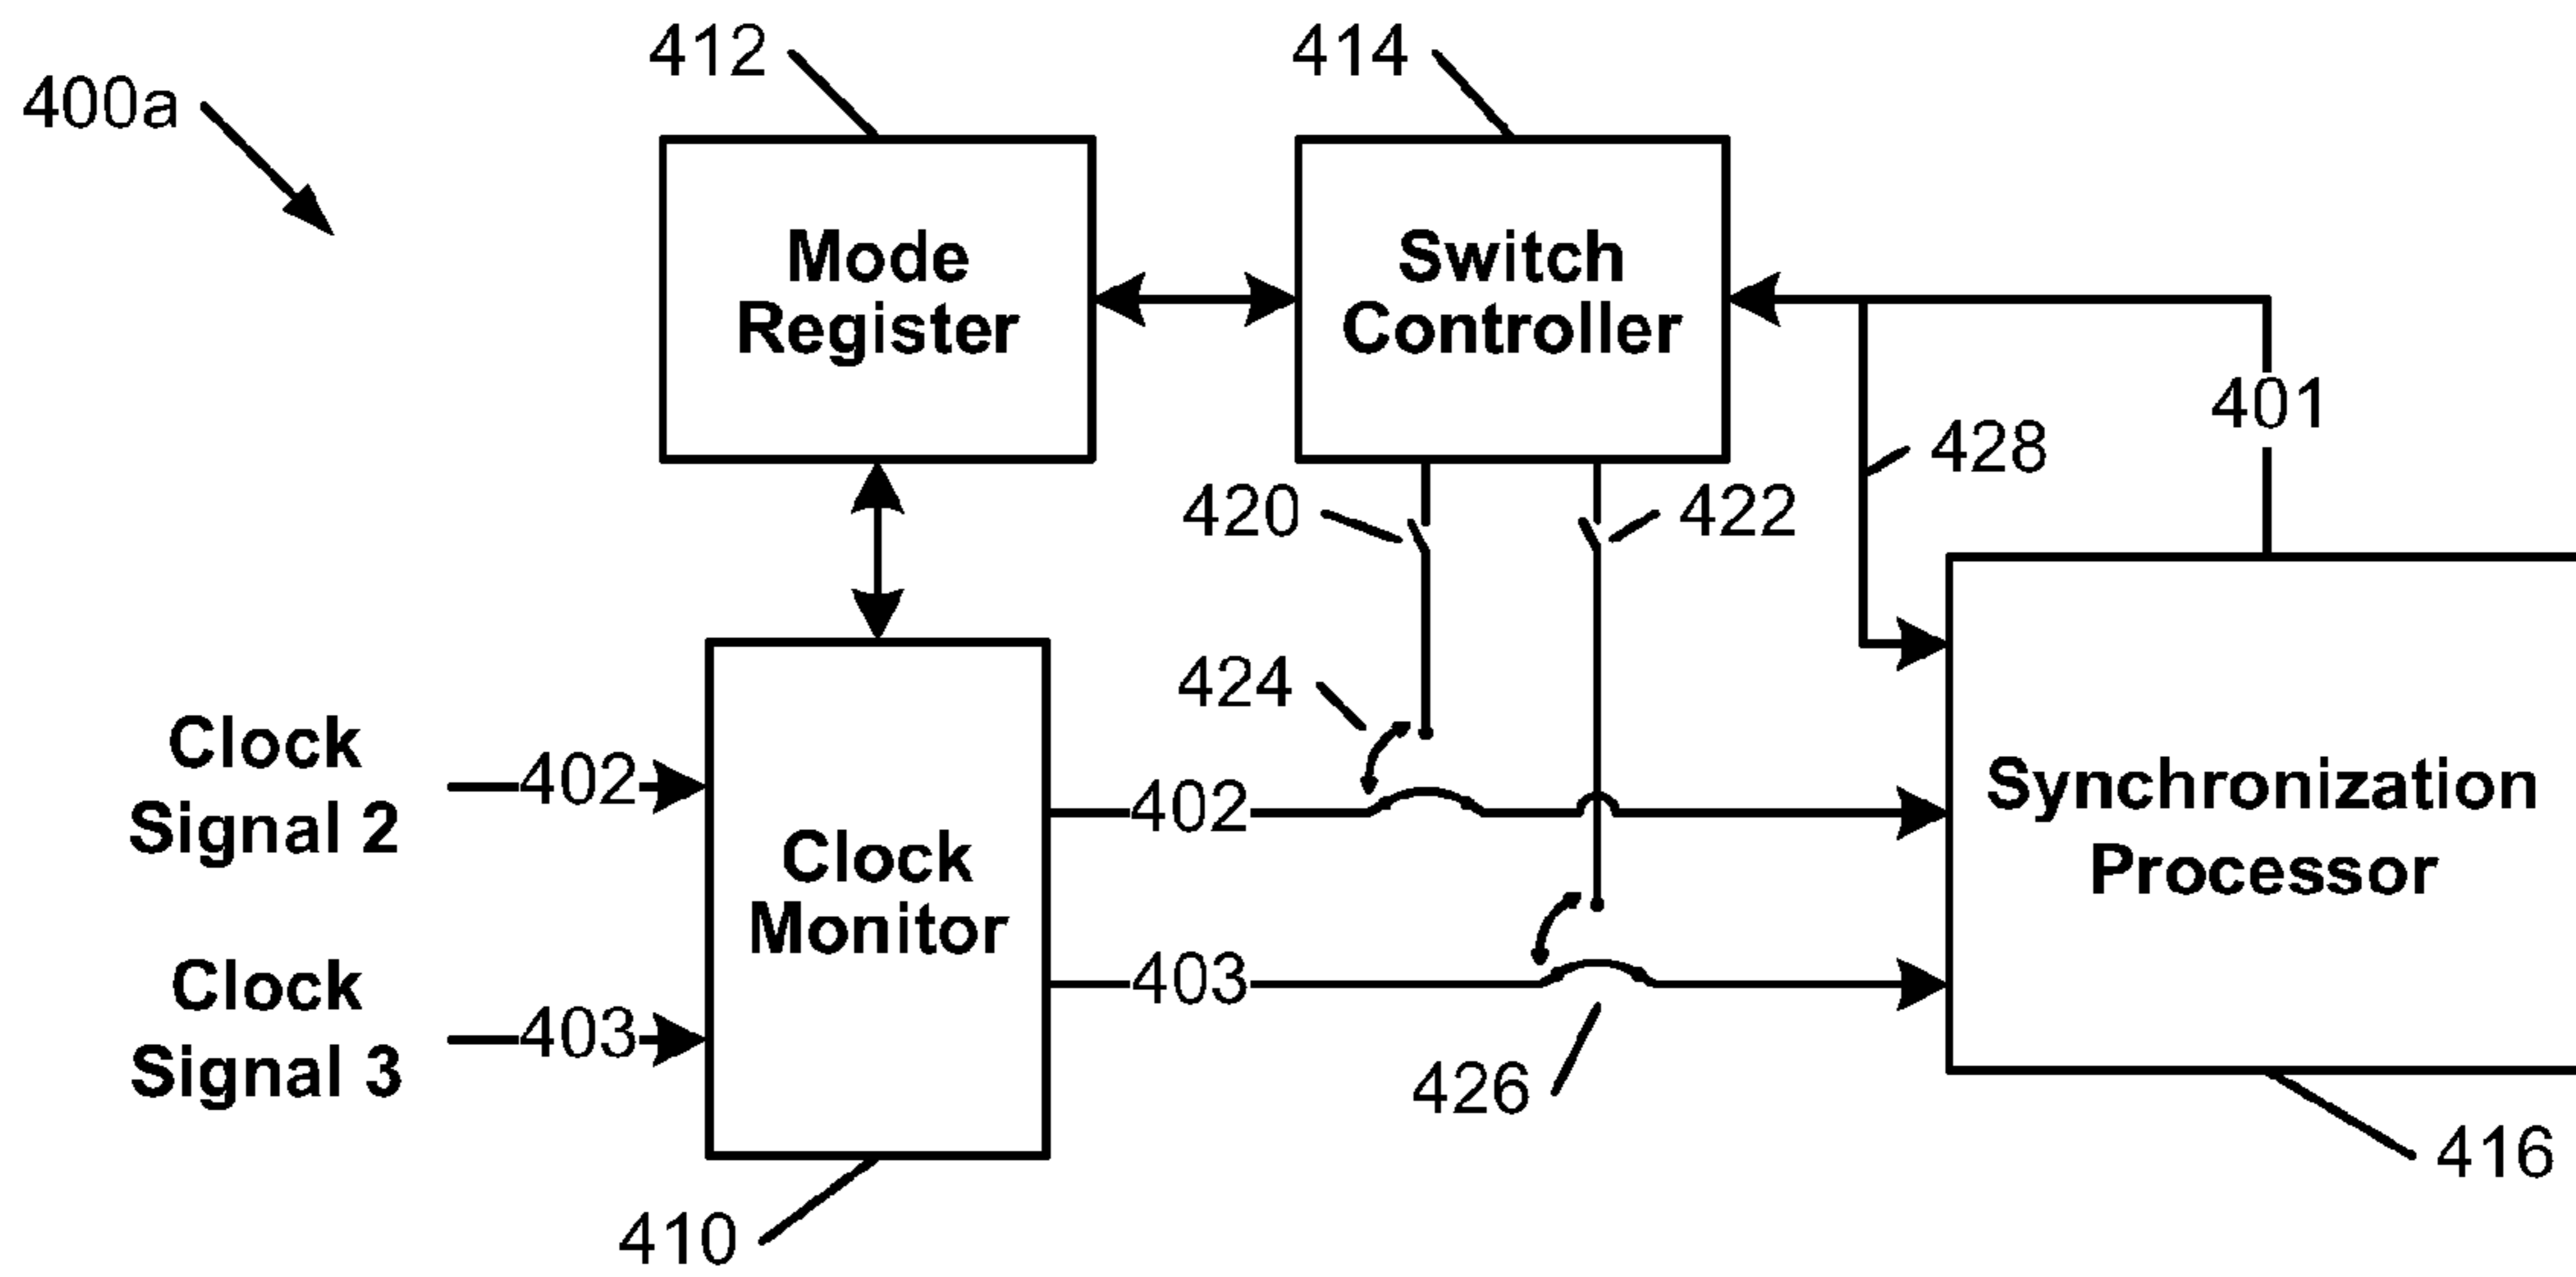 412
414
400a
Mode
Register
Switch
Controller
401
428
420
422
424
Clock
Signal 2
402
402
Clock
Monitor
Synchronization
Processor
Clock
Signal 3
403
403
426
416
410